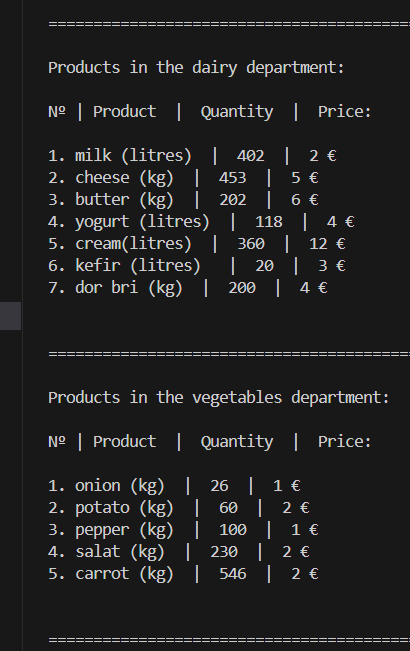 ==========================================
Products in the dairy department:
Nº | Product  |  Quantity  |  Price:
1. milk (litres)  |  402  |  2 €
2. cheese (kg)  |  453  |  5 €
3. butter (kg)  |  202  |  6 €
4. yogurt (litres)  |  118  |  4 €
5. cream(litres)  |  360  |  12 €
6. kefir (litres)   |  20  |  3 €
7. dor bri (kg)  |  200  |  4 €
==========================================
Products in the vegetables department:
Nº | Product  |  Quantity  |  Price:
1. onion (kg)  |  26  |  1 €
2. potato (kg)  |  60  |  2 €
3. pepper (kg)  |  100  |  1 €
4. salat (kg)  |  230  |  2 €
5. carrot (kg)  |  546  |  2 €
==========================================